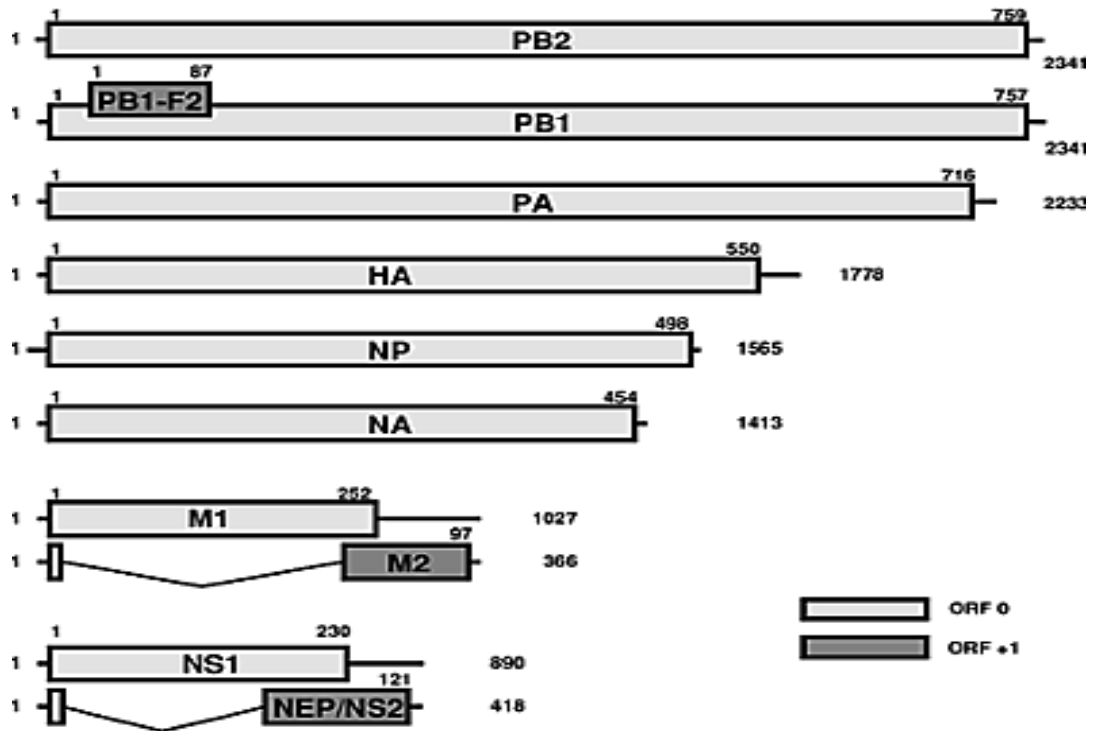 1 759
1 PB2 2341
1 87
PB1-F2
1 757
1 PB1 2341
1 716
1 PA 2233
1 550
1 HA 1778
1 498
1 NP 1565
1 454
1 NA 1413
1 252
1 M1 1027
97
1 M2 366
ORF 0
1 230
1 NS1 890
ORF +1
121
1 NEP/NS2 418